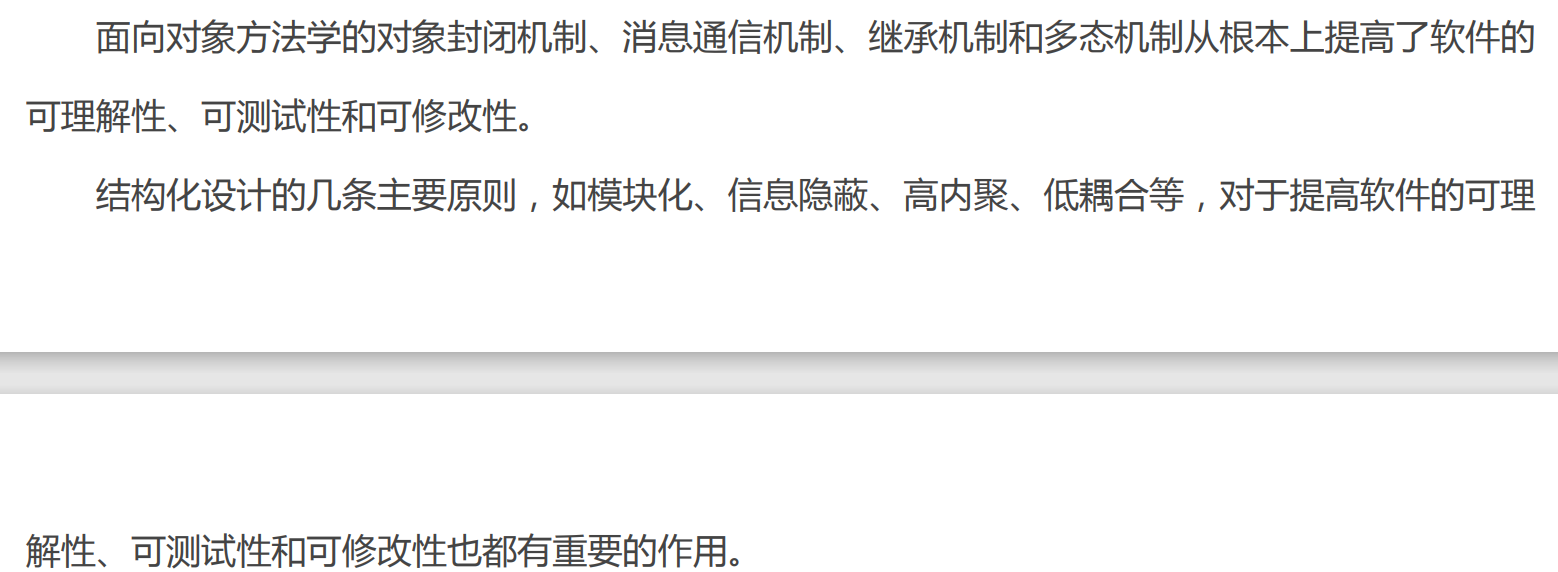 面向对象方法学的对象封闭机制、消息通信机制、继承机制和多态机制从根本上提高了软件的
可理解性、可测试性和可修改性。
结构化设计的几条主要原则，如模块化、信息隐蔽、高内聚、低耦合等，对于提高软件的可理
解性、可测试性和可修改性也都有重要的作用。